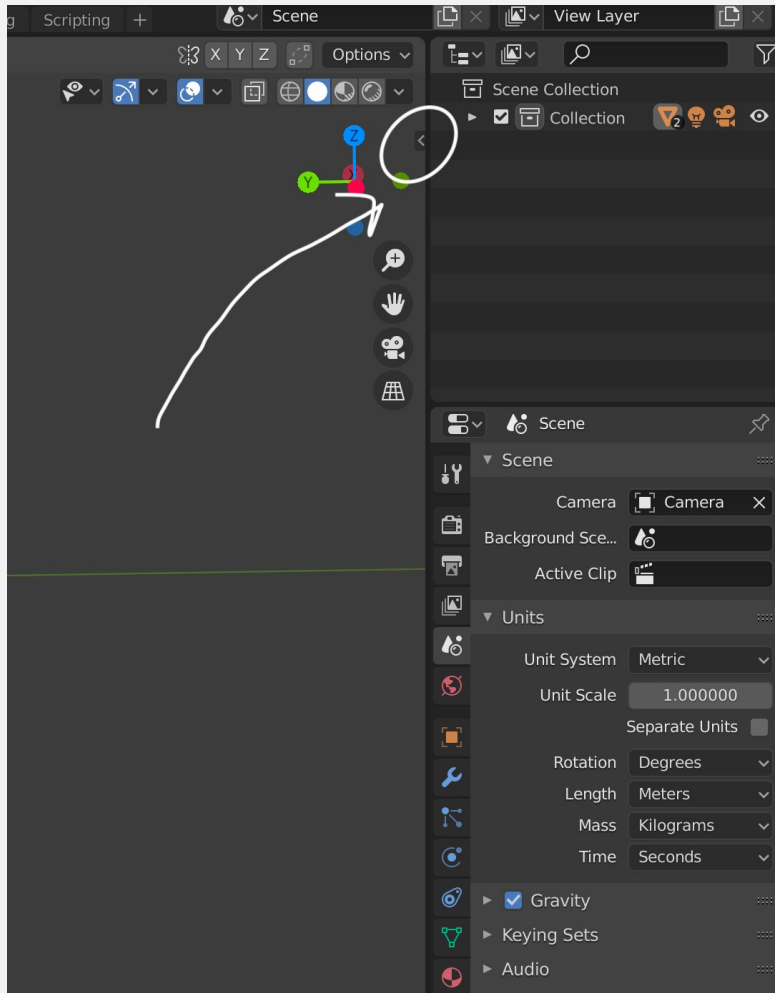 g Scripting + Scene View Layer
X Y Z Options
Scene Collection
Collection 2
Z
Y
Scene
Scene
Camera Camera
Background Sce...
Active Clip
Units
Unit System Metric
Unit Scale 1.000000
Separate Units
Rotation Degrees
Length Meters
Mass Kilograms
Time Seconds
Gravity
Keying Sets
Audio